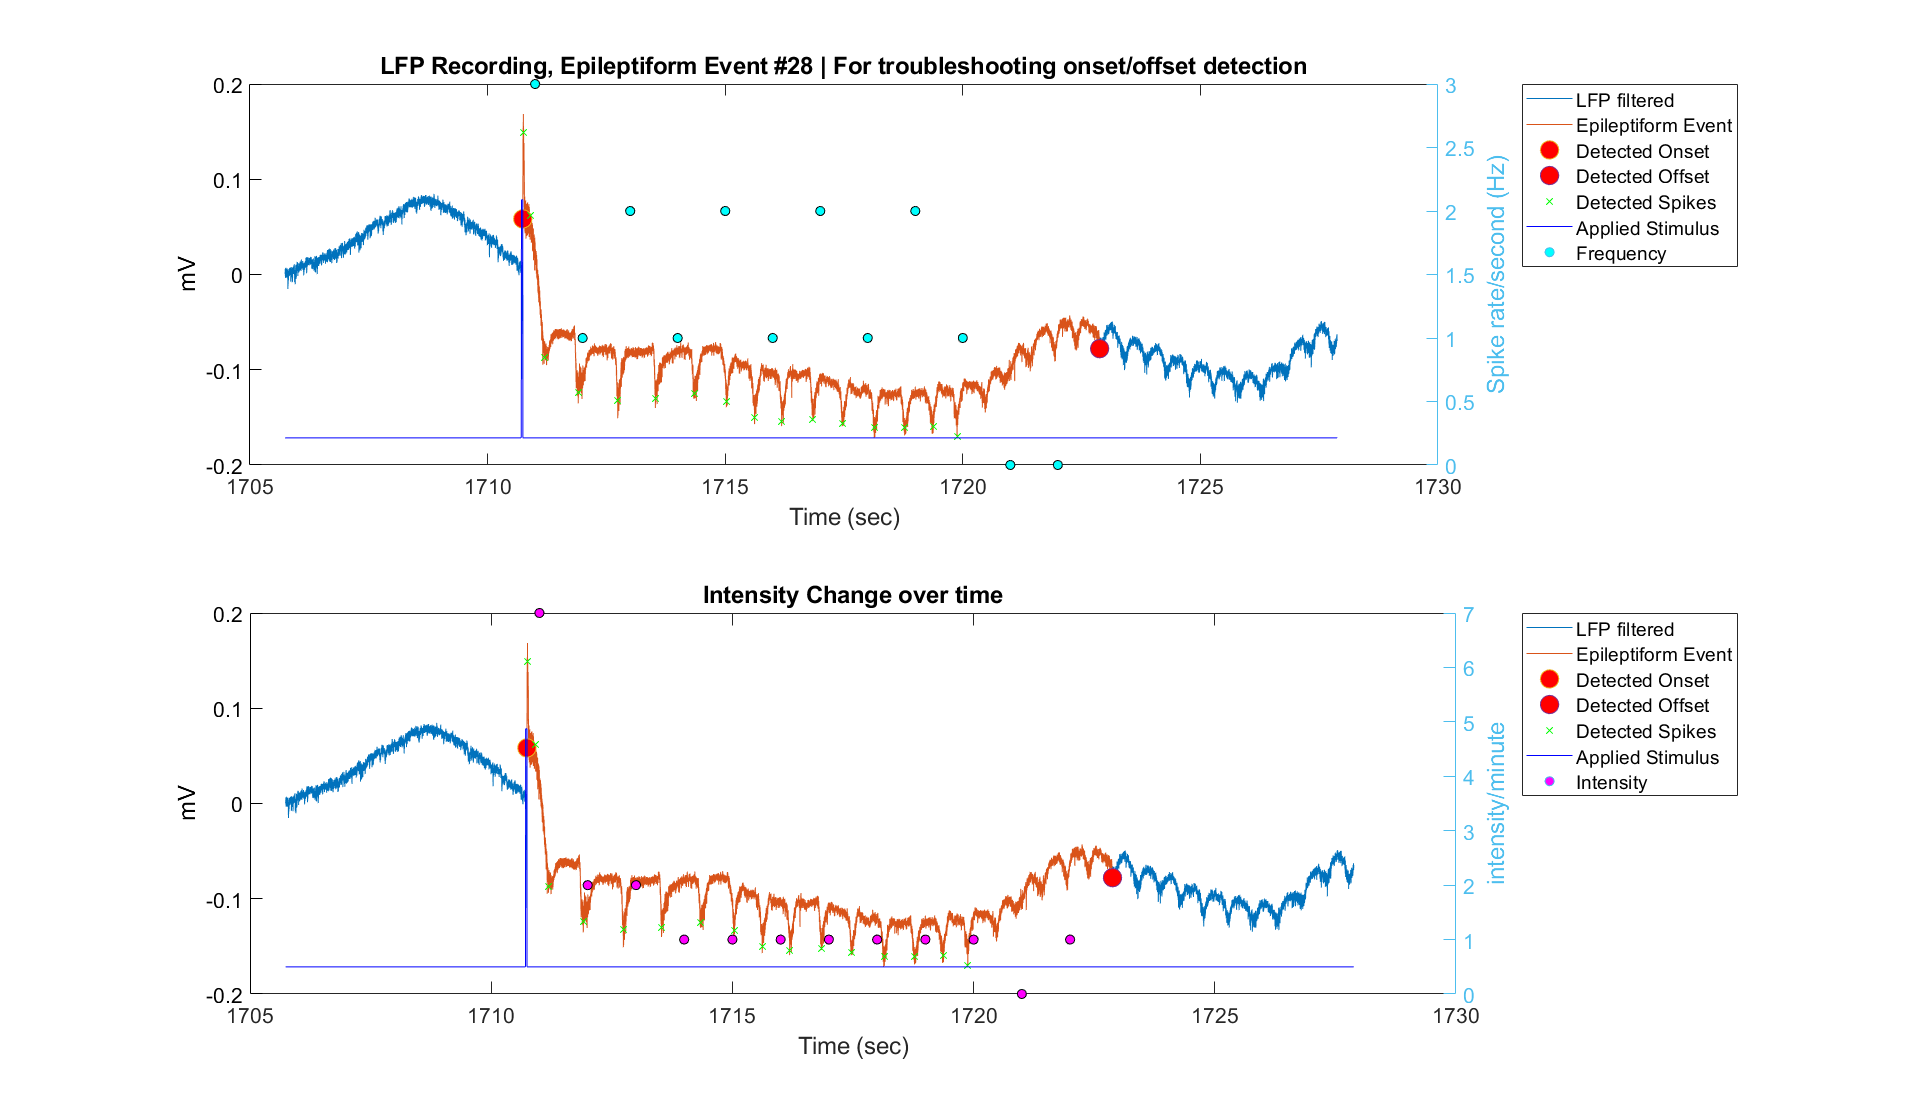 LFP Recording, Epileptiform Event #28 | For troubleshooting onset/offset detection
0.2
0.1
0
-0.1
-0.2
mV
1705
1710
1715
1720
1725
1730
Time (sec)
3
2.5
2
1.5
1
0.5
0
Spike rate/second (Hz)
LFP filtered
Epileptiform Event
Detected Onset
Detected Offset
Detected Spikes
Applied Stimulus
Frequency
Intensity Change over time
0.2
0.1
0
-0.1
-0.2
mV
1705
1710
1715
1720
1725
1730
Time (sec)
7
6
5
4
3
2
1
0
intensity/minute
LFP filtered
Epileptiform Event
Detected Onset
Detected Offset
Detected Spikes
Applied Stimulus
Intensity